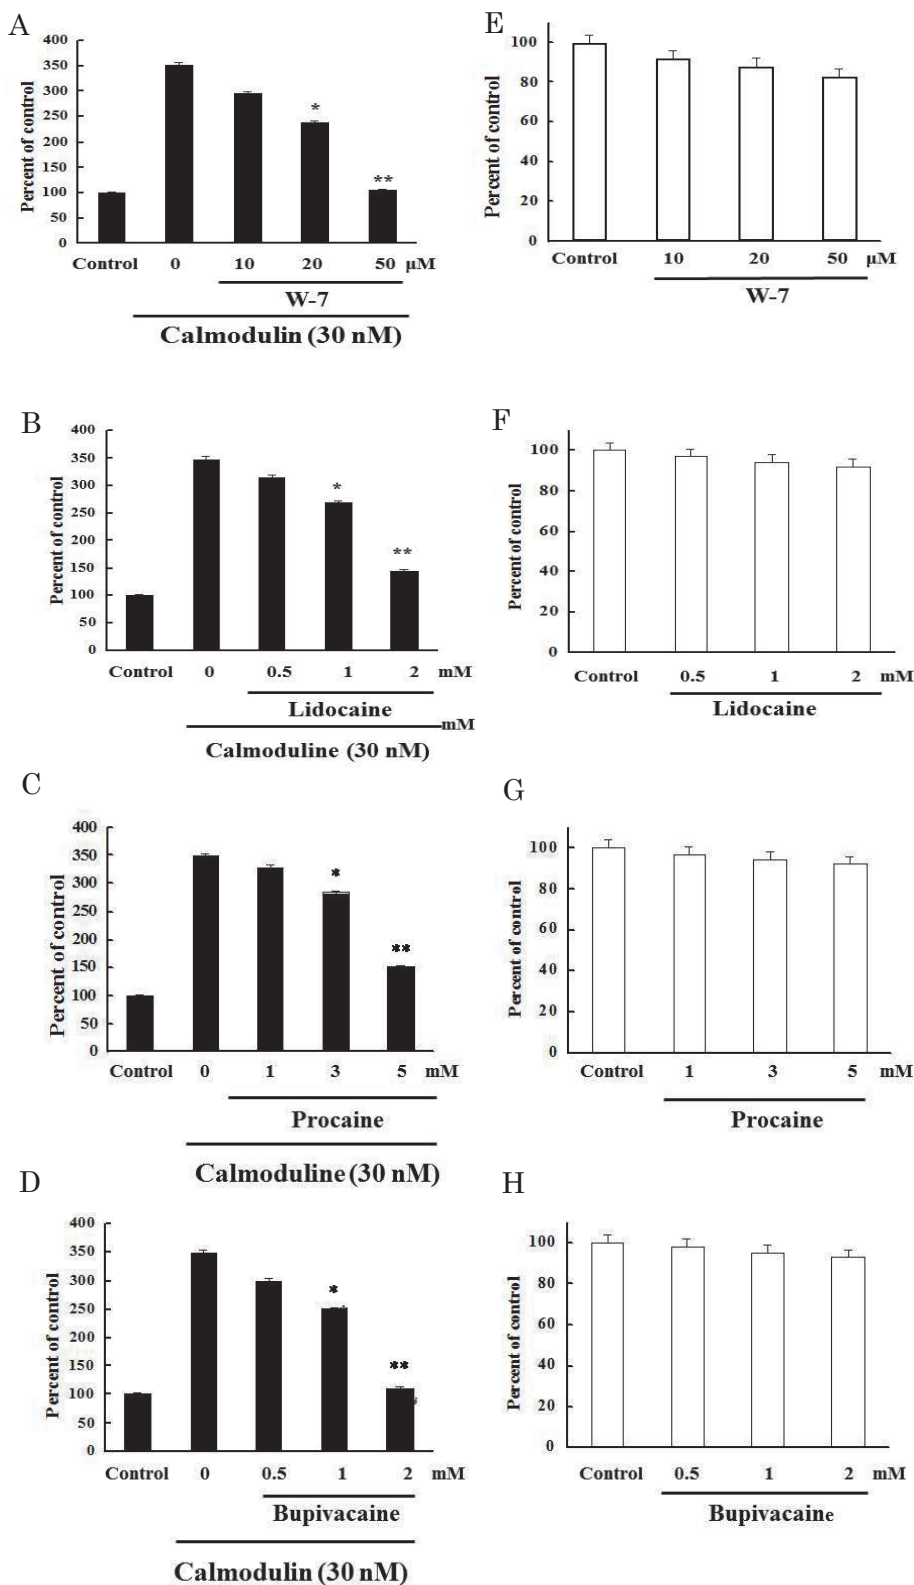 A
Percent of control
400
350
300
250
200
150
100
50
0
*
**
Control 0 10 20 50 μM
W-7
Calmodulin (30 nM)
E
Percent of control
100
80
60
40
20
0
Control 10 20 50 μM
W-7
B
Percent of control
400
350
300
250
200
150
100
50
0
*
**
Control 0 0.5 1 2 mM
Lidocaine
mM
Calmoduline (30 nM)
F
Percent of control
100
80
60
40
20
0
Control 0.5 1 2 mM
Lidocaine
C
Percent of control
400
350
300
250
200
150
100
50
0
*
**
Control 0 1 3 5 mM
Procaine
Calmoduline (30 nM)
G
Percent of control
100
80
60
40
20
0
Control 1 3 5 mM
Procaine
D
Percent of control
400
350
300
250
200
150
100
50
0
*
**
Control 0 0.5 1 2 mM
Bupivacaine
Calmodulin (30 nM)
H
Percent of control
100
80
60
40
20
0
Control 0.5 1 2 mM
Bupivacaine